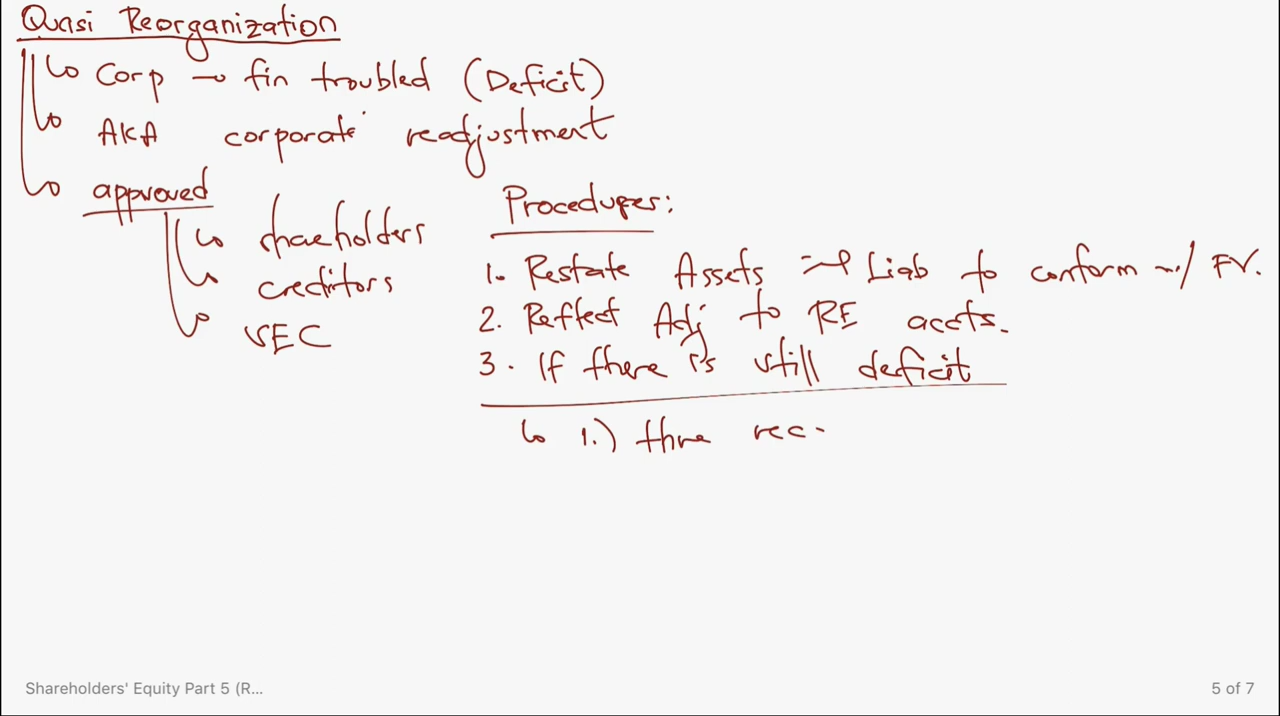 Quasi Reorganization
↳ Corp → fin troubled (Deficit)
↳ AKA corporate readjustment
↳ approved
↳ shaeholders
↳ creditors
↳ SEC
Procedures:
1. Restate Assets and Liab to conform w/ FV.
2. Reflect Adj to RE accts.
3. If there is still deficit
↳ 1.) thru rec
Shareholders' Equity Part 5 (R...
5 of 7